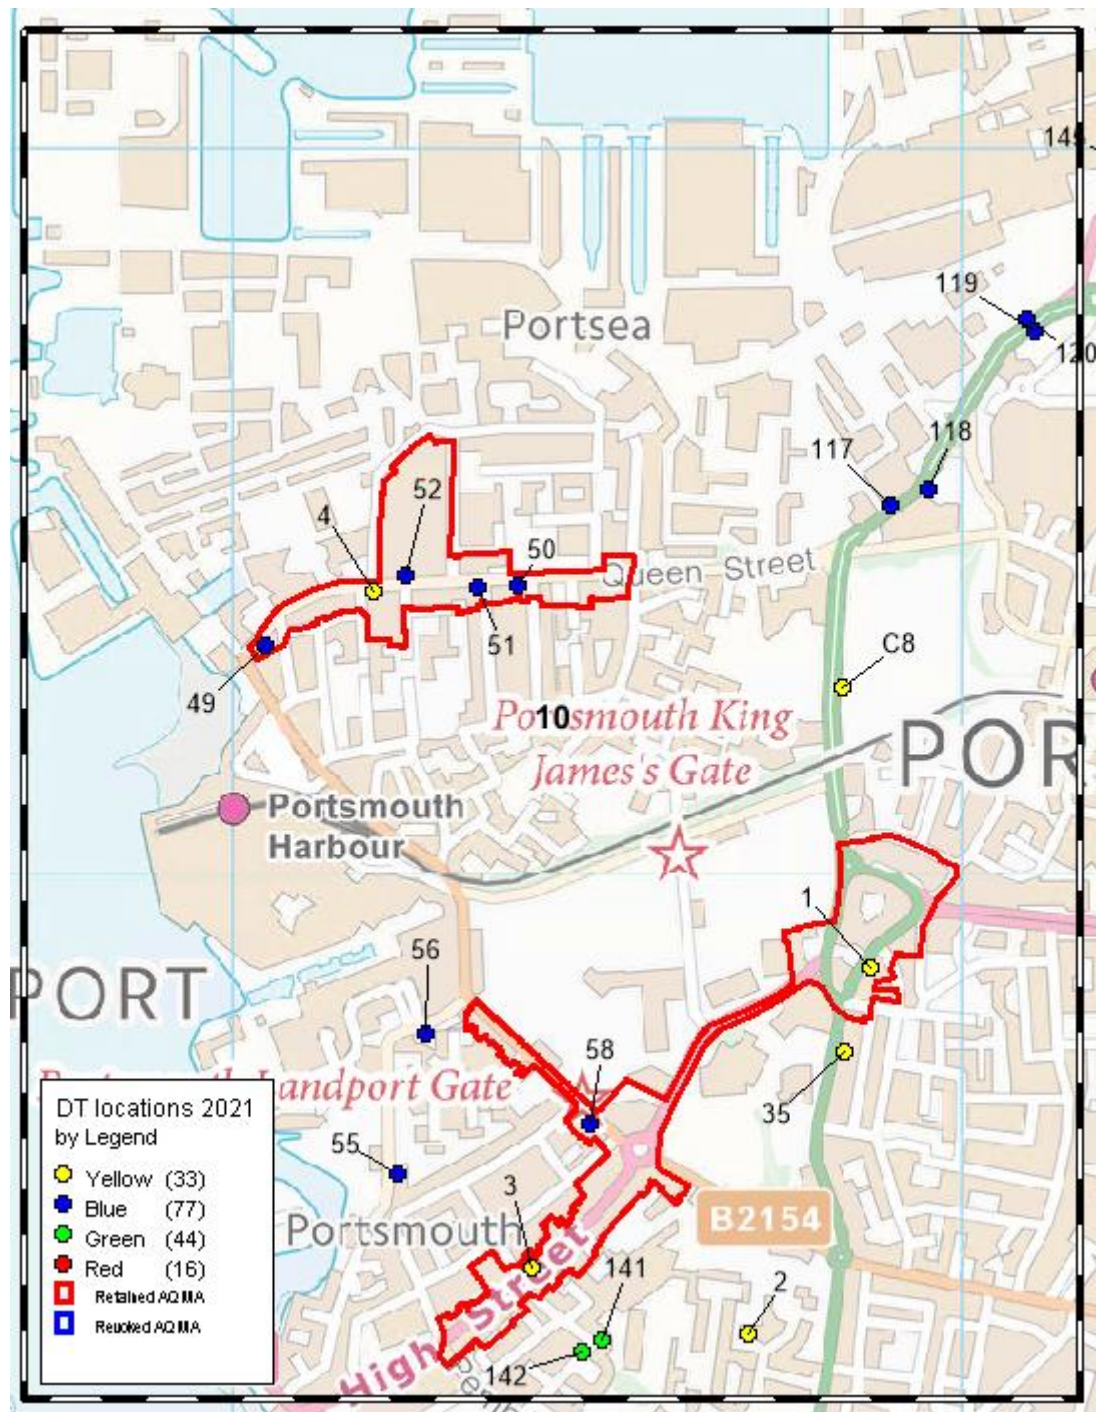 145
119
Portsea
120
118
117
52
4
50
Queen Street
51
C8
49
Po10smouth King
James's Gate
POR
Portsmouth
Harbour
1
56
PORT
58
Landport Gate
35
DT locations 2021
by Legend
Yellow (33)
Blue (77)
Green (44)
Red (16)
Retained AQMA
Revoked AQMA
55
3
B2154
Portsmouth
141
2
High Street
142